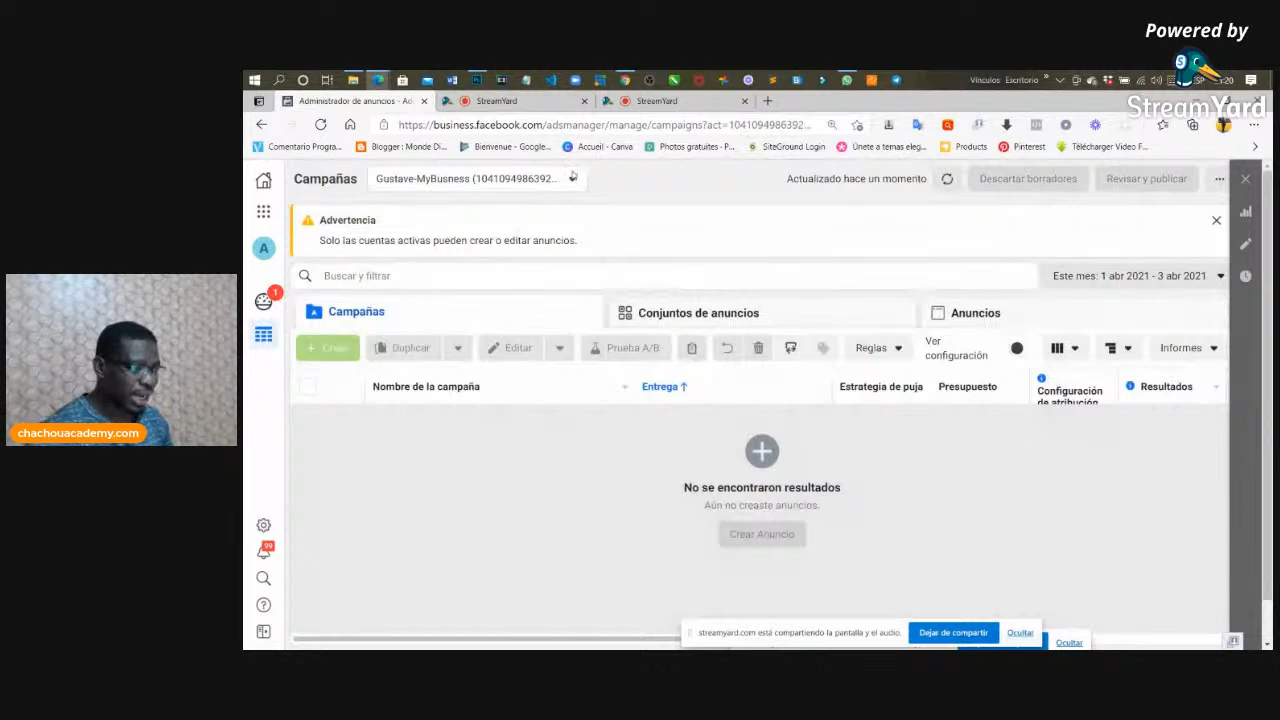 Powered by
StreamYard
Vínculos Escritorio
Administrador de anuncios - Ad
StreamYard
StreamYard
https://business.facebook.com/adsmanager/manage/campaigns?act=1041094986392...
Comentario Progra...
Blogger : Monde Di...
Bienvenue - Google...
Accueil - Canva
Photos gratuites - P...
SiteGround Login
Únete a temas eleg...
Products
Pinterest
Télécharger Video F...
Campañas
Gustave-MyBusness (1041094986392...
Actualizado hace un momento
Descartar borradores
Revisar y publicar
Advertencia
Solo las cuentas activas pueden crear o editar anuncios.
A
Buscar y filtrar
Este mes: 1 abr 2021 - 3 abr 2021
1
Campañas
Conjuntos de anuncios
Anuncios
+ Crear
Duplicar
Editar
Prueba A/B
Reglas
Ver configuración
Informes
Nombre de la campaña
Entrega ↑
Estrategia de puja
Presupuesto
Configuración de atribución
Resultados
chachouacademy.com
No se encontraron resultados
Aún no creaste anuncios.
Crear Anuncio
99
streamyard.com está compartiendo la pantalla y el audio.
Dejar de compartir
Ocultar
Ocultar